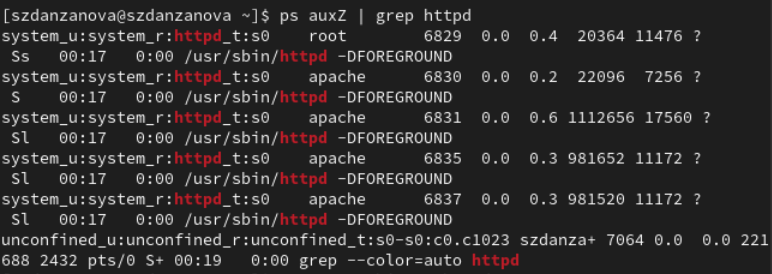 [szdanzanova@szdanzanova ~]$ ps auxZ | grep httpd
system_u:system_r:httpd_t:s0    root        6829  0.0  0.4  20364 11476 ?
 Ss   00:17   0:00 /usr/sbin/httpd -DFOREGROUND
system_u:system_r:httpd_t:s0    apache      6830  0.0  0.2  22096  7256 ?
 S    00:17   0:00 /usr/sbin/httpd -DFOREGROUND
system_u:system_r:httpd_t:s0    apache      6831  0.0  0.6 1112656 17560 ?
 Sl   00:17   0:00 /usr/sbin/httpd -DFOREGROUND
system_u:system_r:httpd_t:s0    apache      6835  0.0  0.3 981652 11172 ?
 Sl   00:17   0:00 /usr/sbin/httpd -DFOREGROUND
system_u:system_r:httpd_t:s0    apache      6837  0.0  0.3 981520 11172 ?
 Sl   00:17   0:00 /usr/sbin/httpd -DFOREGROUND
unconfined_u:unconfined_r:unconfined_t:s0-s0:c0.c1023 szdanza+ 7064 0.0  0.0 221
688 2432 pts/0 S+ 00:19   0:00 grep --color=auto httpd